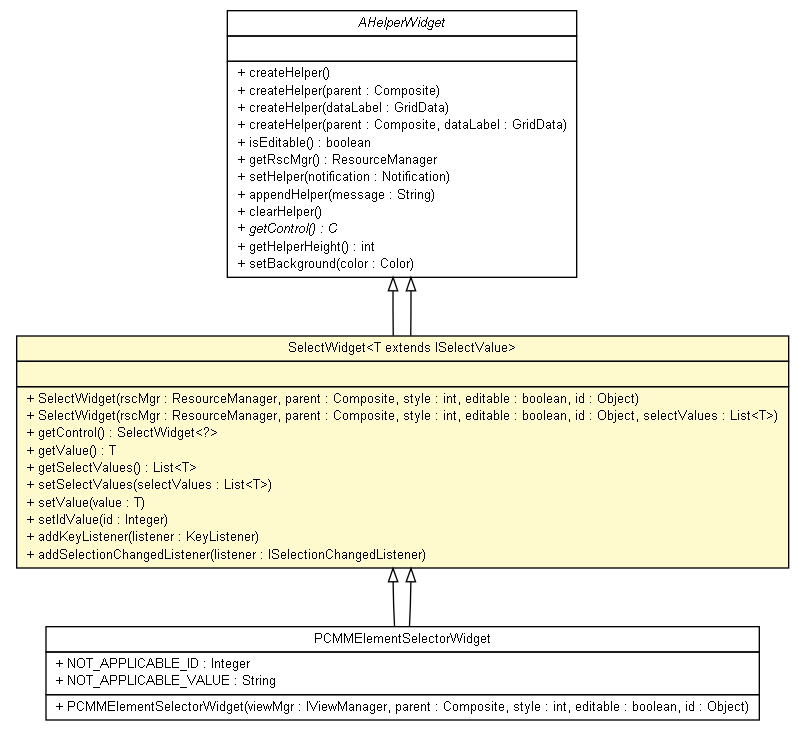 AHelperWidget
+ createHelper()
+ createHelper(parent : Composite)
+ createHelper(dataLabel : GridData)
+ createHelper(parent : Composite, dataLabel : GridData)
+ isEditable() : boolean
+ getRscMgr() : ResourceManager
+ setHelper(notification : Notification)
+ appendHelper(message : String)
+ clearHelper()
+ getControl() : C
+ getHelperHeight() : int
+ setBackground(color : Color)
SelectWidget<T extends ISelectValue>
+ SelectWidget(rscMgr : ResourceManager, parent : Composite, style : int, editable : boolean, id : Object)
+ SelectWidget(rscMgr : ResourceManager, parent : Composite, style : int, editable : boolean, id : Object, selectValues : List<T>)
+ getControl() : SelectWidget<?>
+ getValue() : T
+ getSelectValues() : List<T>
+ setSelectValues(selectValues : List<T>)
+ setValue(value : T)
+ setIdValue(id : Integer)
+ addKeyListener(listener : KeyListener)
+ addSelectionChangedListener(listener : ISelectionChangedListener)
PCMMElementSelectorWidget
+ NOT_APPLICABLE_ID : Integer
+ NOT_APPLICABLE_VALUE : String
+ PCMMElementSelectorWidget(viewMgr : IViewManager, parent : Composite, style : int, editable : boolean, id : Object)